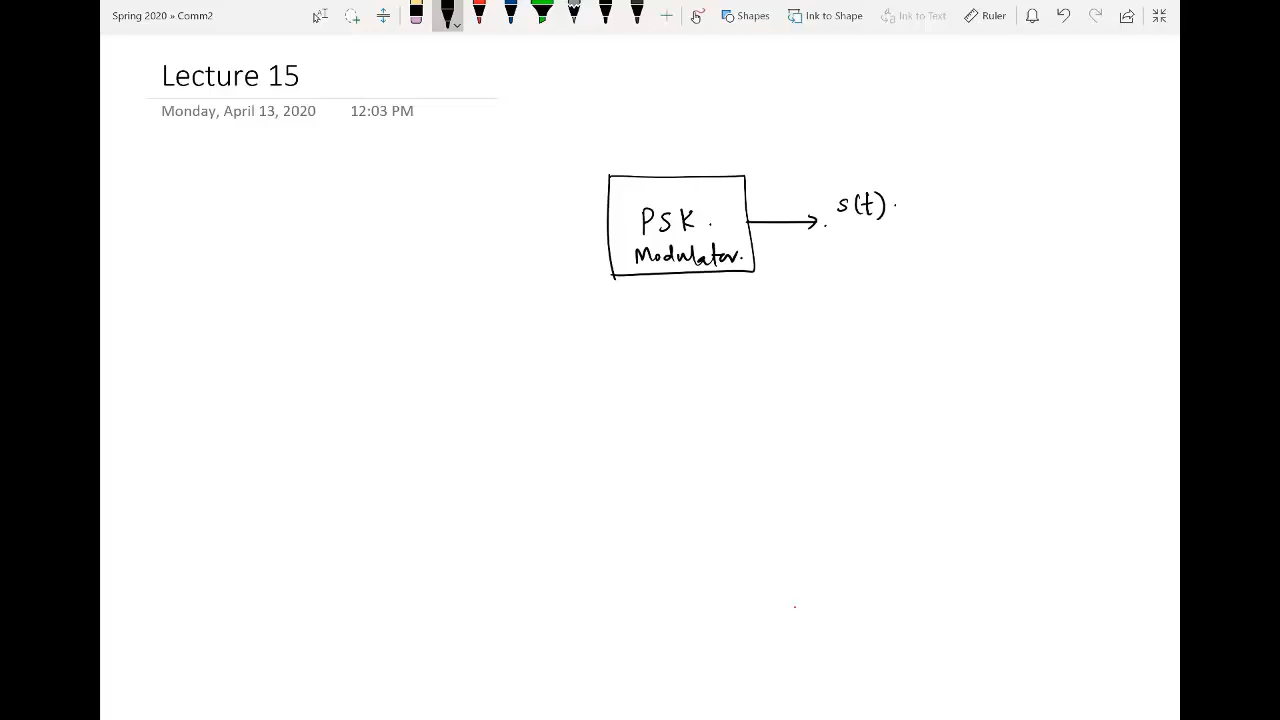 Spring 2020 » Comm2
Shapes
Ink to Shape
Ink to Text
Ruler
Lecture 15
Monday, April 13, 2020 12:03 PM
PSK.
Modulator.
s(t).